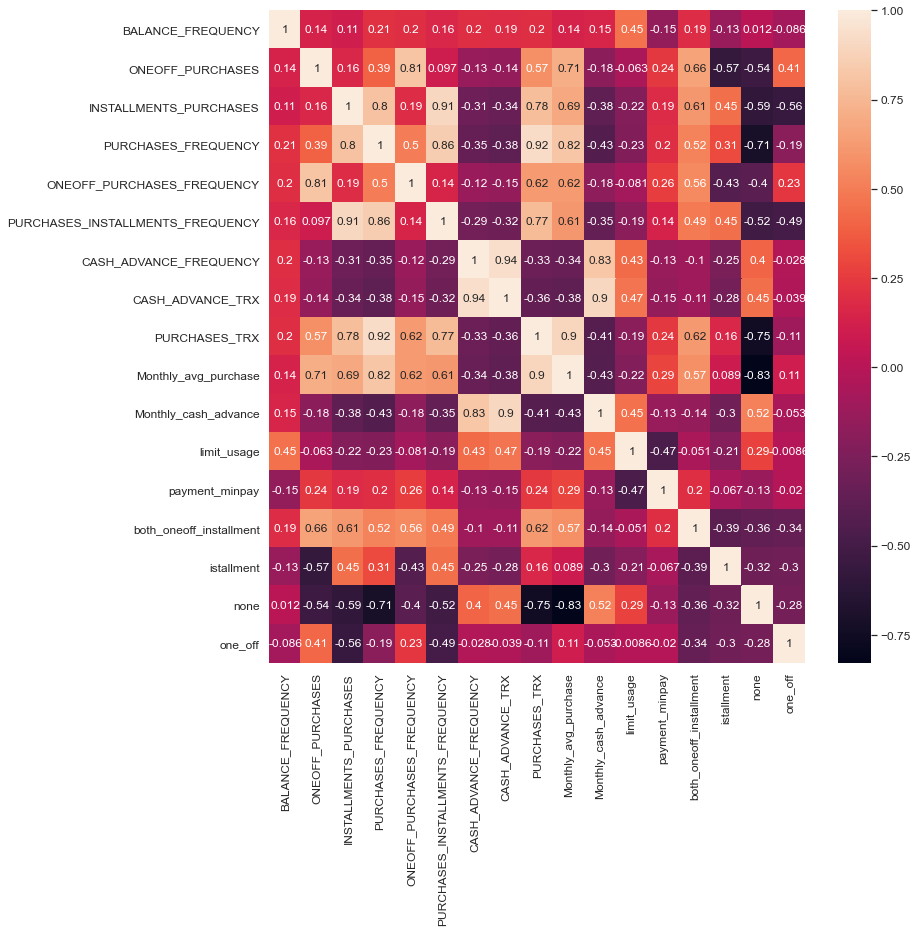 BALANCE_FREQUENCY 1 0.14 0.11 0.21 0.2 0.16 0.2 0.19 0.2 0.14 0.15 0.45 -0.15 0.19 -0.13 0.012 -0.086
ONEOFF_PURCHASES 0.14 1 0.16 0.39 0.81 0.097 -0.13 -0.14 0.57 0.71 -0.18 -0.063 0.24 0.66 -0.57 -0.54 0.41
INSTALLMENTS_PURCHASES 0.11 0.16 1 0.8 0.19 0.91 -0.31 -0.34 0.78 0.69 -0.38 -0.22 0.19 0.61 0.45 -0.59 -0.56
PURCHASES_FREQUENCY 0.21 0.39 0.8 1 0.5 0.86 -0.35 -0.38 0.92 0.82 -0.43 -0.23 0.2 0.52 0.31 -0.71 -0.19
ONEOFF_PURCHASES_FREQUENCY 0.2 0.81 0.19 0.5 1 0.14 -0.12 -0.15 0.62 0.62 -0.18 -0.081 0.26 0.56 -0.43 -0.4 0.23
PURCHASES_INSTALLMENTS_FREQUENCY 0.16 0.097 0.91 0.86 0.14 1 -0.29 -0.32 0.77 0.61 -0.35 -0.19 0.14 0.49 0.45 -0.52 -0.49
CASH_ADVANCE_FREQUENCY 0.2 -0.13 -0.31 -0.35 -0.12 -0.29 1 0.94 -0.33 -0.34 0.83 0.43 -0.13 -0.1 -0.25 0.4 -0.028
CASH_ADVANCE_TRX 0.19 -0.14 -0.34 -0.38 -0.15 -0.32 0.94 1 -0.36 -0.38 0.9 0.47 -0.15 -0.11 -0.28 0.45 -0.039
PURCHASES_TRX 0.2 0.57 0.78 0.92 0.62 0.77 -0.33 -0.36 1 0.9 -0.41 -0.19 0.24 0.62 0.16 -0.75 -0.11
Monthly_avg_purchase 0.14 0.71 0.69 0.82 0.62 0.61 -0.34 -0.38 0.9 1 -0.43 -0.22 0.29 0.57 0.089 -0.83 0.11
Monthly_cash_advance 0.15 -0.18 -0.38 -0.43 -0.18 -0.35 0.83 0.9 -0.41 -0.43 1 0.45 -0.13 -0.14 -0.3 0.52 -0.053
limit_usage 0.45 -0.063 -0.22 -0.23 -0.081 -0.19 0.43 0.47 -0.19 -0.22 0.45 1 -0.47 -0.051 -0.21 0.29 -0.0086
payment_minpay -0.15 0.24 0.19 0.2 0.26 0.14 -0.13 -0.15 0.24 0.29 -0.13 -0.47 1 0.2 -0.067 -0.13 -0.02
both_oneoff_installment 0.19 0.66 0.61 0.52 0.56 0.49 -0.1 -0.11 0.62 0.57 -0.14 -0.051 0.2 1 -0.39 -0.36 -0.34
istallment -0.13 -0.57 0.45 0.31 -0.43 0.45 -0.25 -0.28 0.16 0.089 -0.3 -0.21 -0.067 -0.39 1 -0.32 -0.3
none 0.012 -0.54 -0.59 -0.71 -0.4 -0.52 0.4 0.45 -0.75 -0.83 0.52 0.29 -0.13 -0.36 -0.32 1 -0.28
one_off -0.086 0.41 -0.56 -0.19 0.23 -0.49 -0.028 -0.039 -0.11 0.11 -0.053 -0.0086 -0.02 -0.34 -0.3 -0.28 1
BALANCE_FREQUENCY
ONEOFF_PURCHASES
INSTALLMENTS_PURCHASES
PURCHASES_FREQUENCY
ONEOFF_PURCHASES_FREQUENCY
PURCHASES_INSTALLMENTS_FREQUENCY
CASH_ADVANCE_FREQUENCY
CASH_ADVANCE_TRX
PURCHASES_TRX
Monthly_avg_purchase
Monthly_cash_advance
limit_usage
payment_minpay
both_oneoff_installment
istallment
none
one_off
1.00
0.75
0.50
0.25
0.00
−0.25
−0.50
−0.75